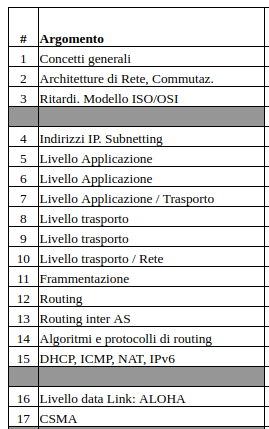 # Argomento
1 Concetti generali
2 Architetture di Rete, Commutaz.
3 Ritardi. Modello ISO/OSI
4 Indirizzi IP. Subnetting
5 Livello Applicazione
6 Livello Applicazione
7 Livello Applicazione / Trasporto
8 Livello trasporto
9 Livello trasporto
10 Livello trasporto / Rete
11 Frammentazione
12 Routing
13 Routing inter AS
14 Algoritmi e protocolli di routing
15 DHCP, ICMP, NAT, IPv6
16 Livello data Link: ALOHA
17 CSMA